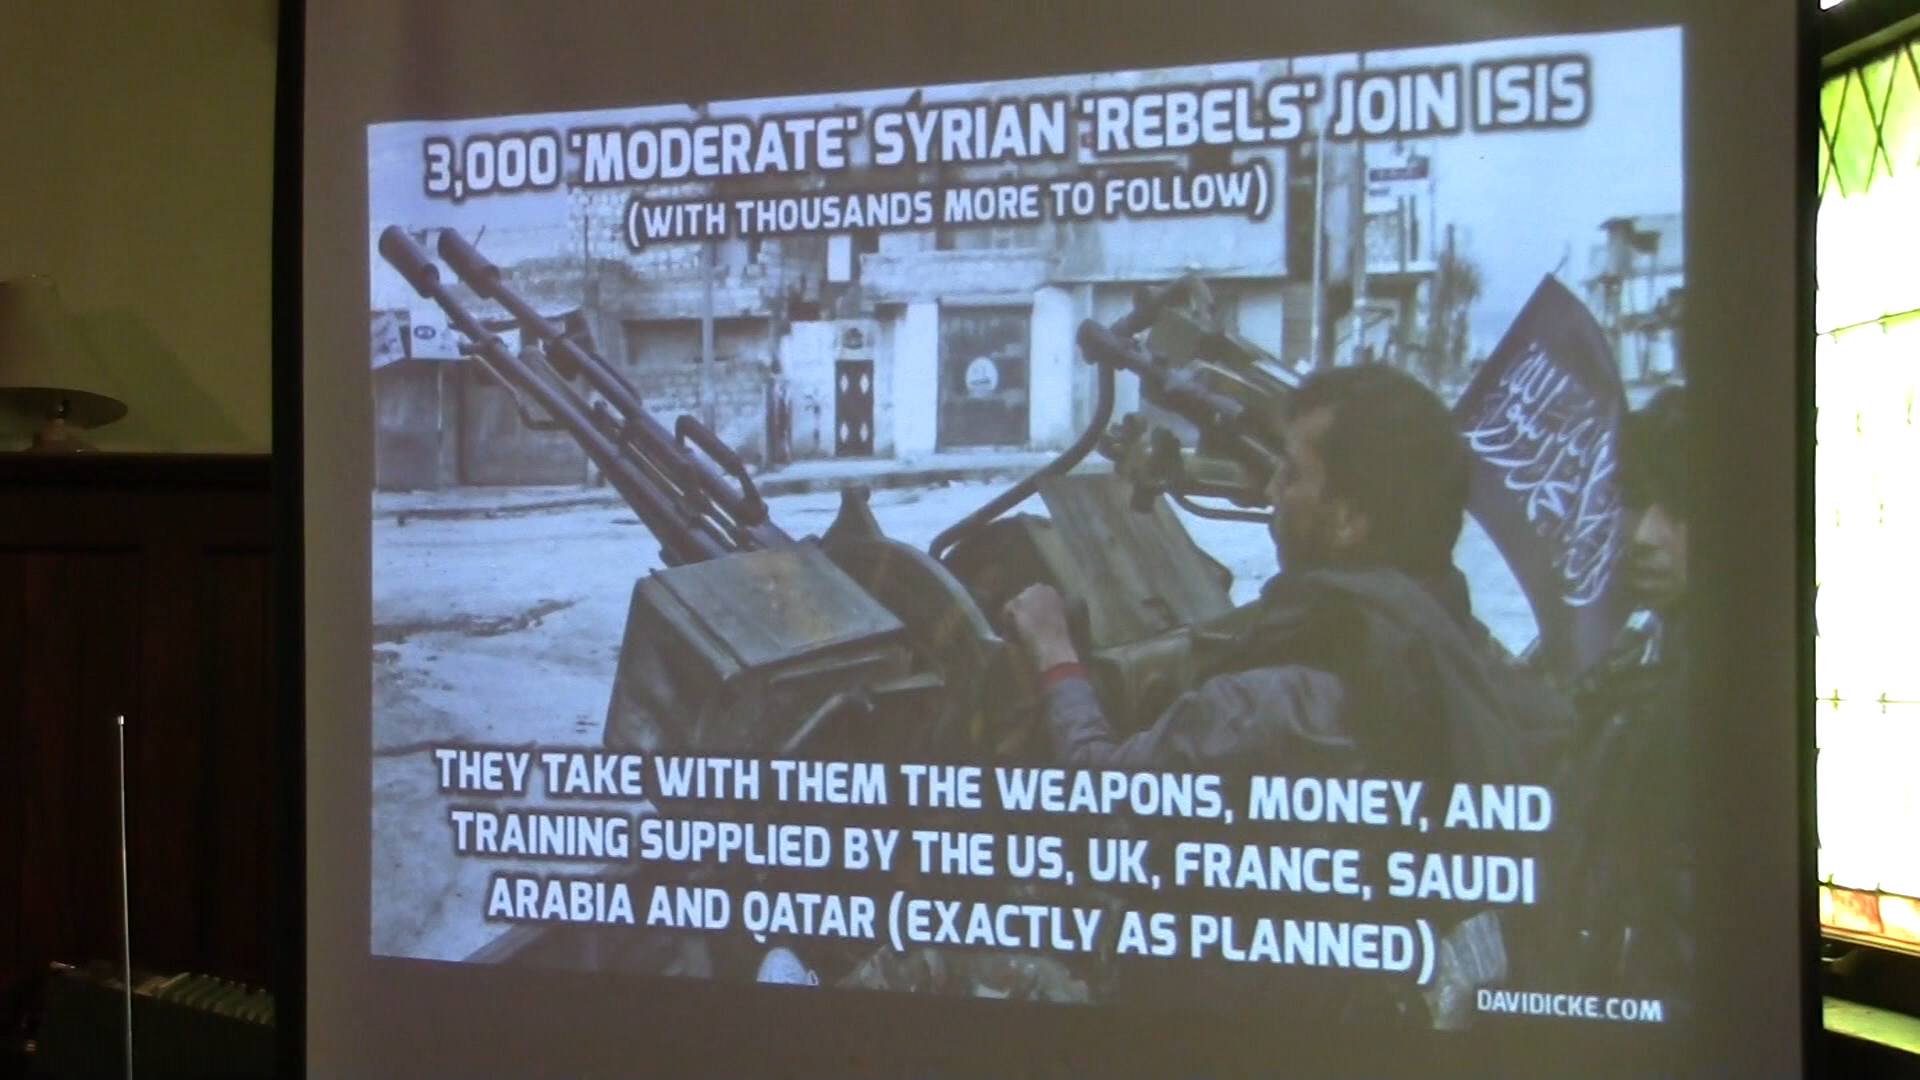 3,000 'MODERATE' SYRIAN 'REBELS' JOIN ISIS
(WITH THOUSANDS MORE TO FOLLOW)
THEY TAKE WITH THEM THE WEAPONS, MONEY, AND
TRAINING SUPPLIED BY THE US, UK, FRANCE, SAUDI
ARABIA AND QATAR (EXACTLY AS PLANNED)
DAVIDICKE.COM